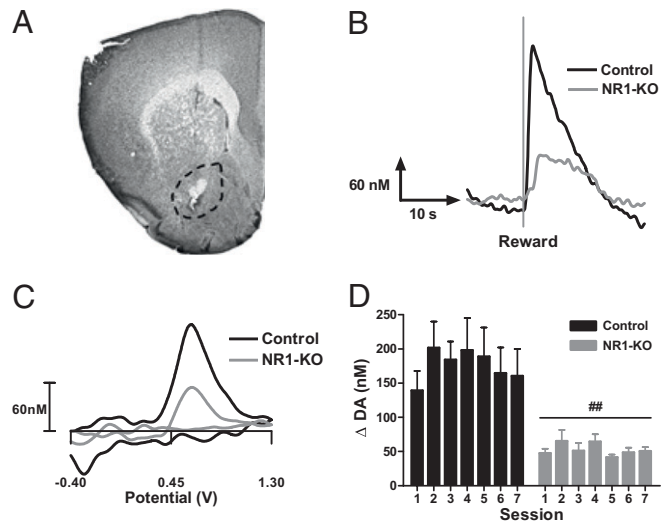 A
B
Control
NR1-KO
60 nM
10 s
Reward
C
Control
NR1-KO
60nM
-0.40
0.45
1.30
Potential (V)
D
250
200
150
100
50
0
Δ DA (nM)
Control
NR1-KO
##
1 2 3 4 5 6 7
1 2 3 4 5 6 7
Session